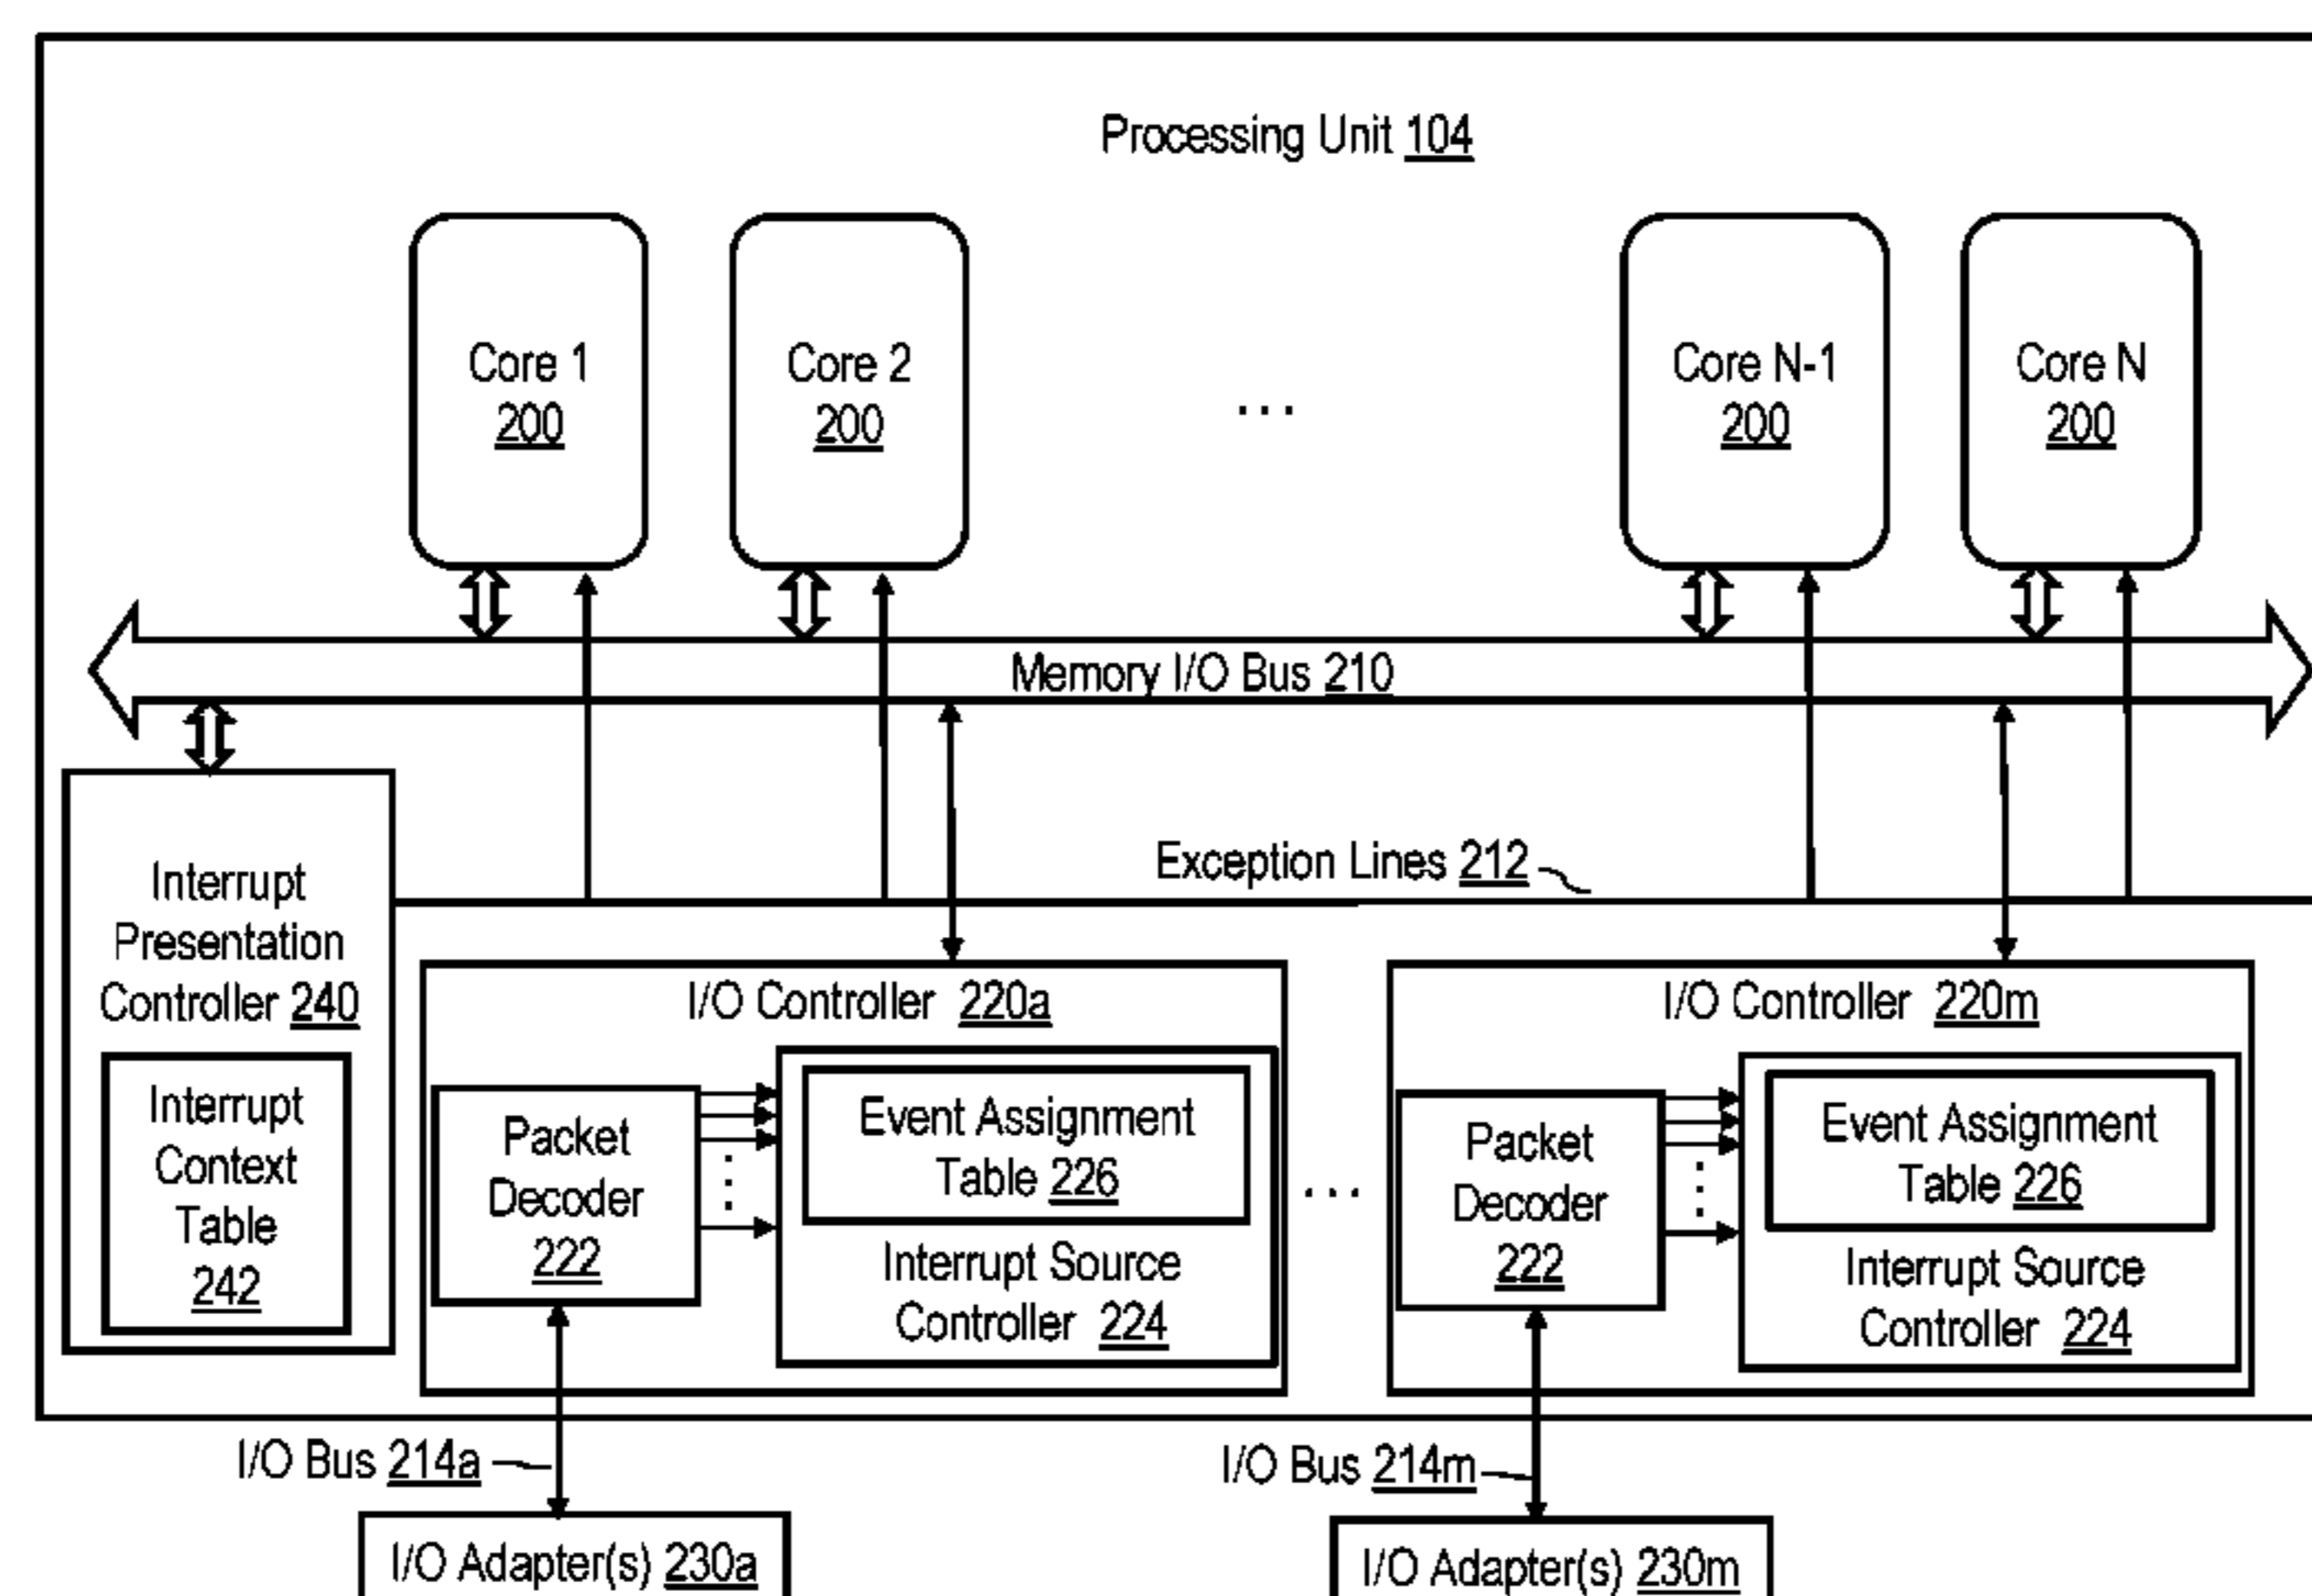 Processing Unit 104
Core 1
200
Core 2
200
...
Core N-1
200
Core N
200
Memory I/O Bus 210
Exception Lines 212
Interrupt
Presentation
Controller 240
Interrupt
Context
Table
242
I/O Controller 220a
Packet
Decoder
222
Event Assignment
Table 226
Interrupt Source
Controller 224
...
I/O Controller 220m
Packet
Decoder
222
Event Assignment
Table 226
Interrupt Source
Controller 224
I/O Bus 214a
I/O Bus 214m
I/O Adapter(s) 230a
I/O Adapter(s) 230m